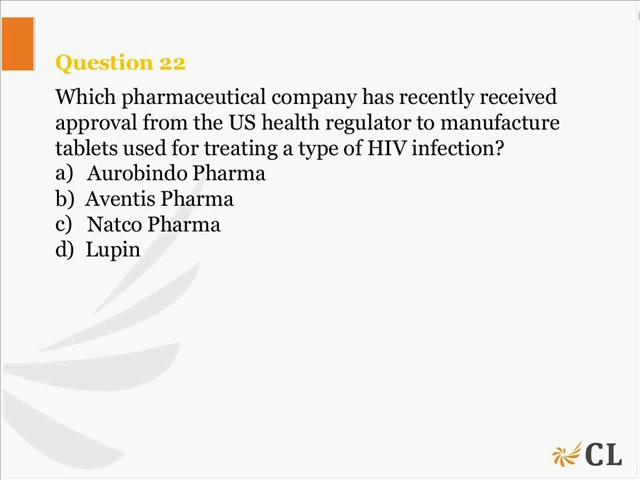 Question 22
Which pharmaceutical company has recently received
approval from the US health regulator to manufacture
tablets used for treating a type of HIV infection?
a) Aurobindo Pharma
b) Aventis Pharma
c) Natco Pharma
d) Lupin
CL